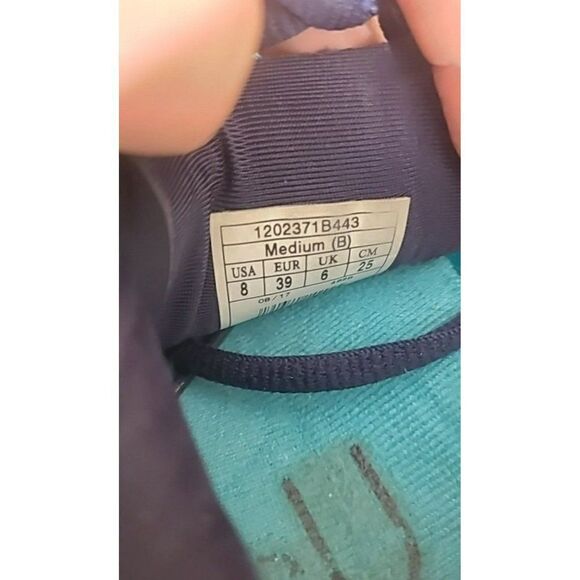 1202371B443
Medium (B)
USA EUR UK CM
8 39 6 25
08/17